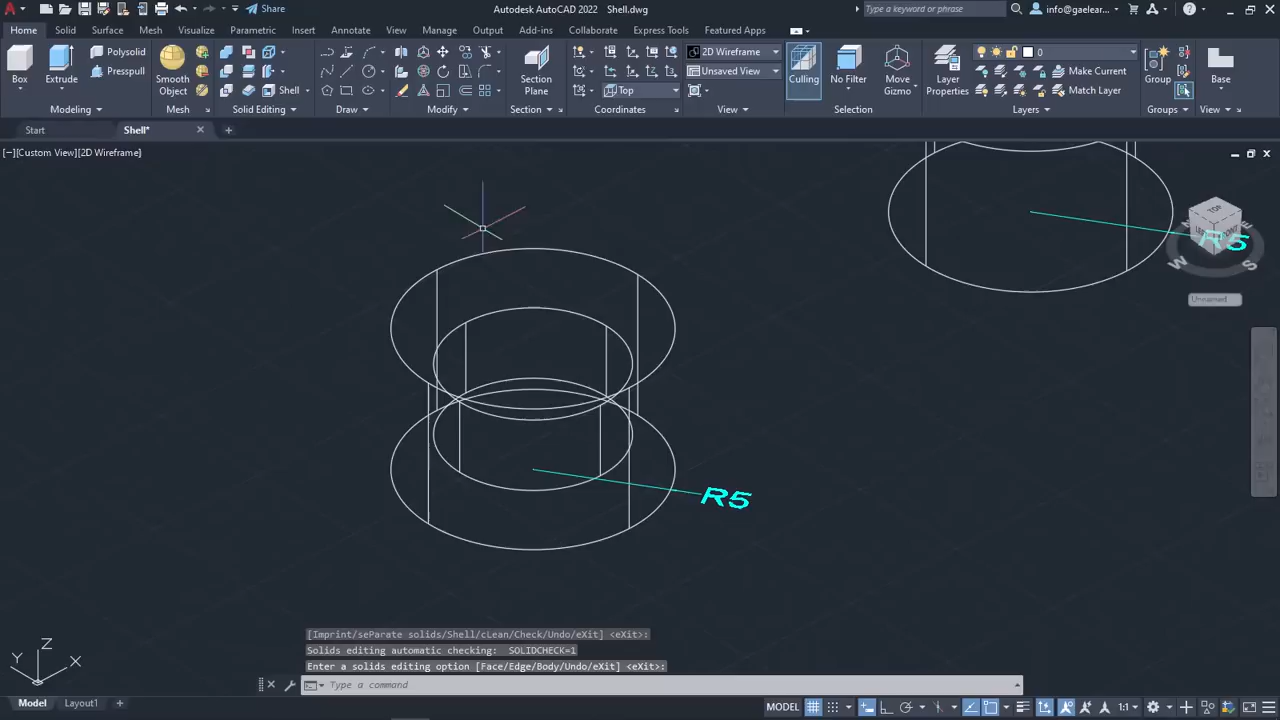 Share
Autodesk AutoCAD 2022 Shell.dwg
Type a keyword or phrase
info@gaelear...
Home Solid Surface Mesh Visualize Parametric Insert Annotate View Manage Output Add-ins Collaborate Express Tools Featured Apps
Box
Extrude
Polysolid
Presspull
Smooth Object
Shell
Section Plane
Top
2D Wireframe
Unsaved View
Culling
No Filter
Move Gizmo
Layer Properties
0
Make Current
Match Layer
Group
Base
Modeling Mesh Solid Editing Draw Modify Section Coordinates View Selection Layers Groups View
Start Shell*
[−][Custom View][2D Wireframe]
TOP
LEFT
FRONT
N
E
W
S
R5
Unnamed
R5
Z
Y
X
[Imprint/seParate solids/Shell/cLean/Check/Undo/eXit] <eXit>:
Solids editing automatic checking: SOLIDCHECK=1
Enter a solids editing option [Face/Edge/Body/Undo/eXit] <eXit>:
Type a command
Model Layout1
MODEL
1:1